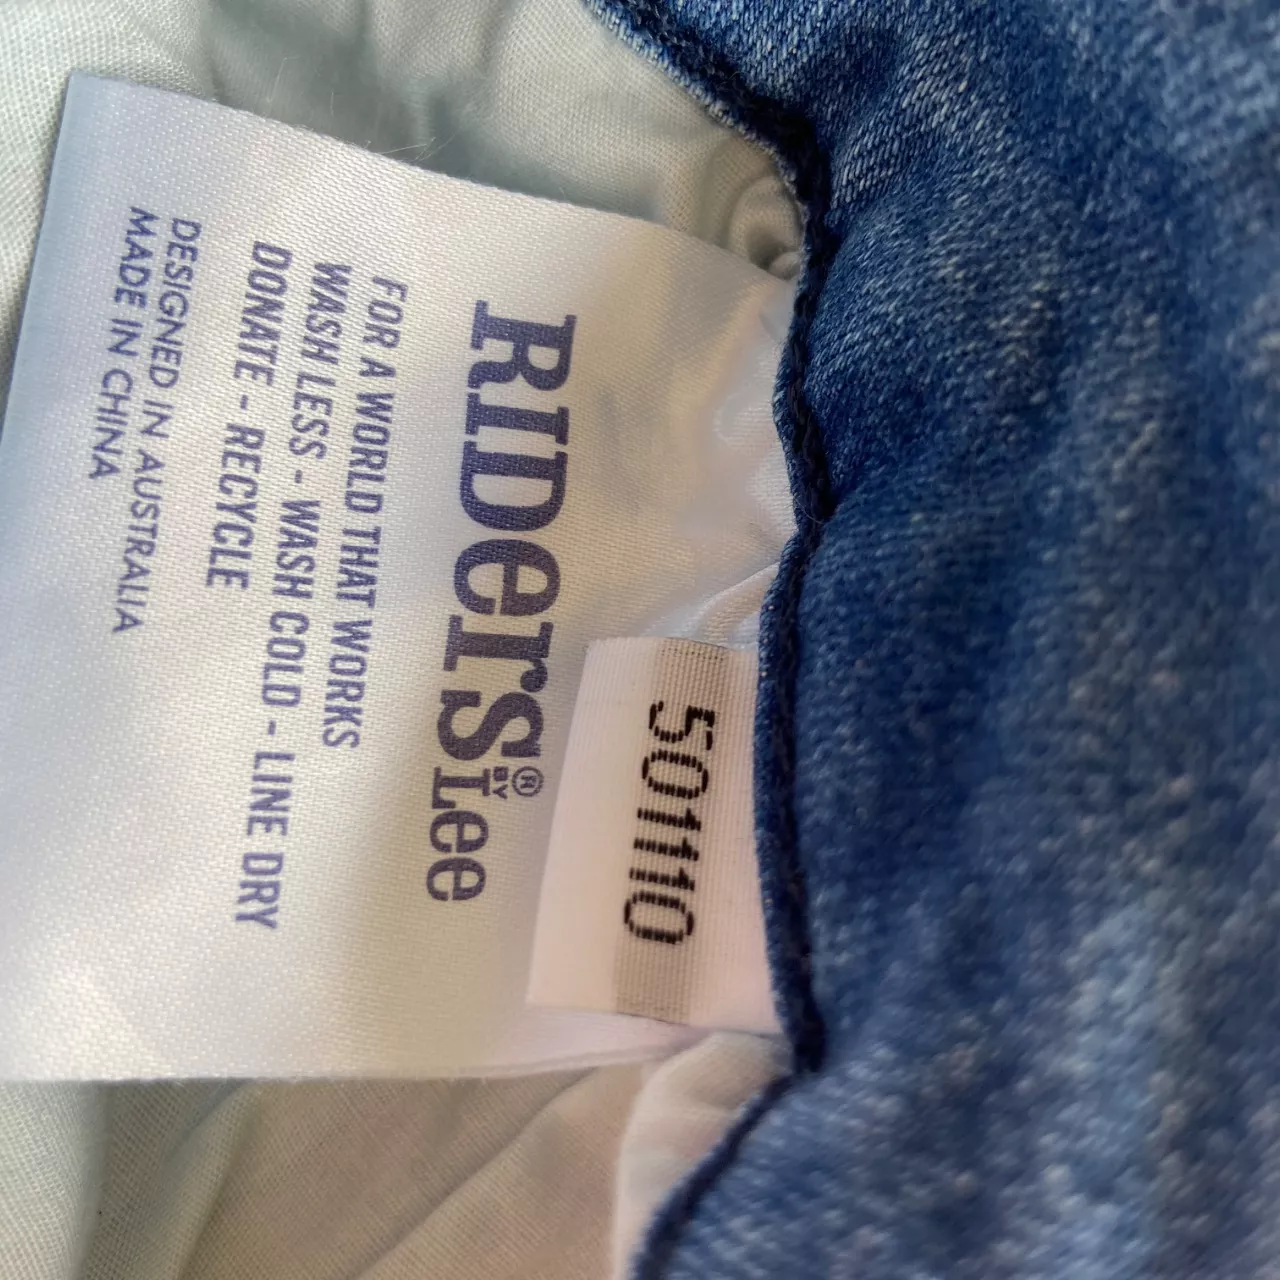 RIDers® BY Lee
FOR A WORLD THAT WORKS
WASH LESS - WASH COLD - LINE DRY
DONATE - RECYCLE
DESIGNED IN AUSTRALIA
MADE IN CHINA
501110